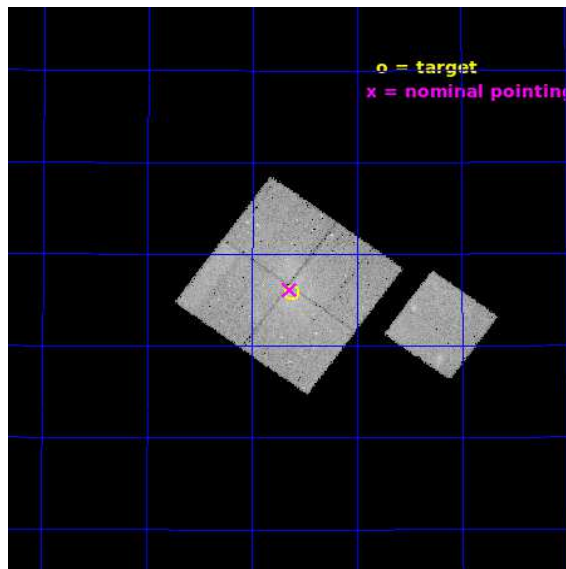 o = target
x = nominal pointing